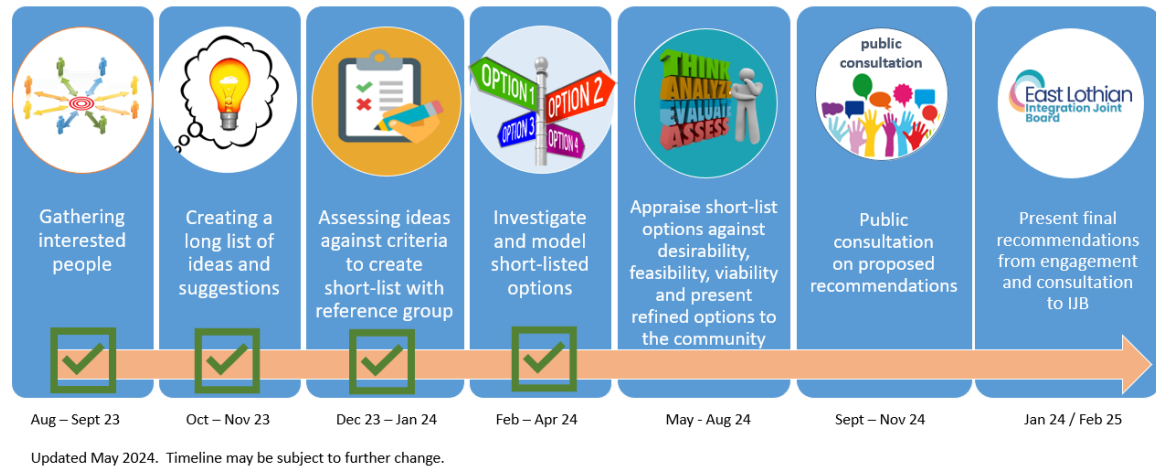 Gathering
interested
people
Aug – Sept 23
Creating a
long list of
ideas and
suggestions
Oct – Nov 23
Assessing ideas
against criteria
to create
short-list with
reference group
Dec 23 – Jan 24
OPTION 1
OPTION 2
OPTION 3
OPTION 4
Investigate
and model
short-listed
options
Feb – Apr 24
THINK
ANALYZE
EVALUATE
ASSESS
Appraise short-list
options against
desirability,
feasibility, viability
and present
refined options to
the community
May - Aug 24
public
consultation
Public
consultation
on proposed
recommendations
Sept – Nov 24
East Lothian
Integration Joint
Board
Present final
recommendations
from engagement
and consultation
to IJB
Jan 24 / Feb 25
Updated May 2024.  Timeline may be subject to further change.